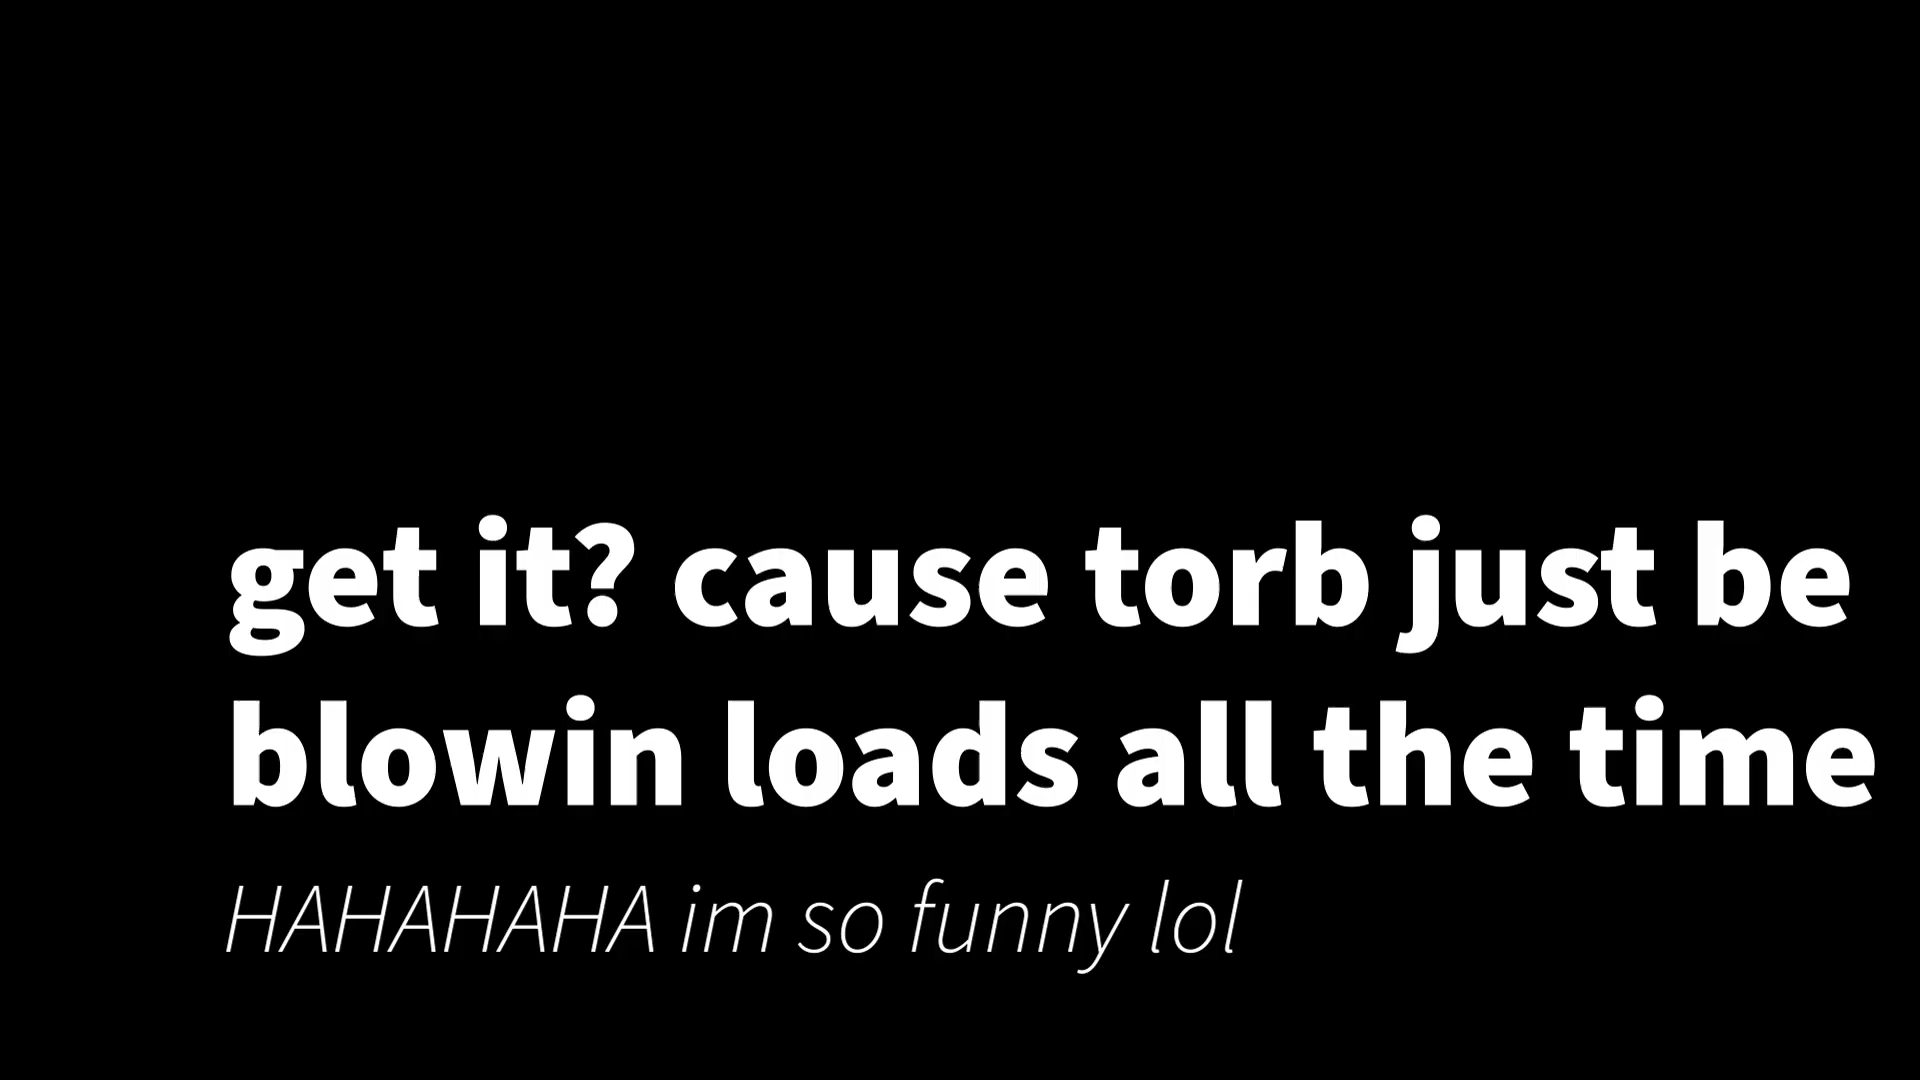 get it? cause torb just be
blowin loads all the time
HAHAHAHA im so funny lol